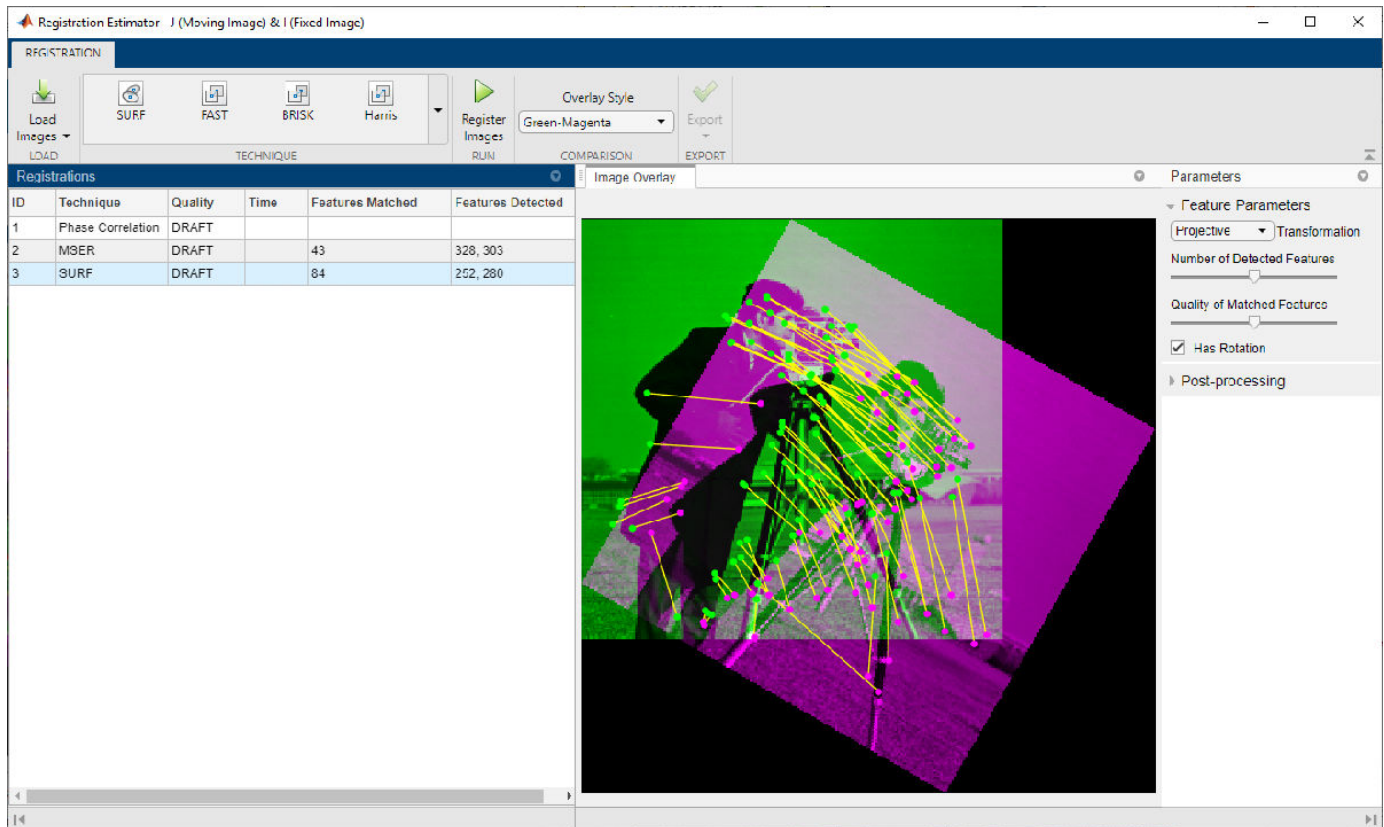 Registration Estimator - J (Moving Image) & I (Fixed Image)
REGISTRATION
Load Images
SURF
FAST
BRISK
Harris
Register Images
Overlay Style
Green-Magenta
Export
LOAD
TECHNIQUE
RUN
COMPARISON
EXPORT
Registrations
Image Overlay
Parameters
ID Technique Quality Time Features Matched Features Detected
1 Phase Correlation DRAFT
2 MSER DRAFT 43 328, 303
3 SURF DRAFT 84 252, 280
Feature Parameters
Projective Transformation
Number of Detected Features
Quality of Matched Features
Has Rotation
Post-processing